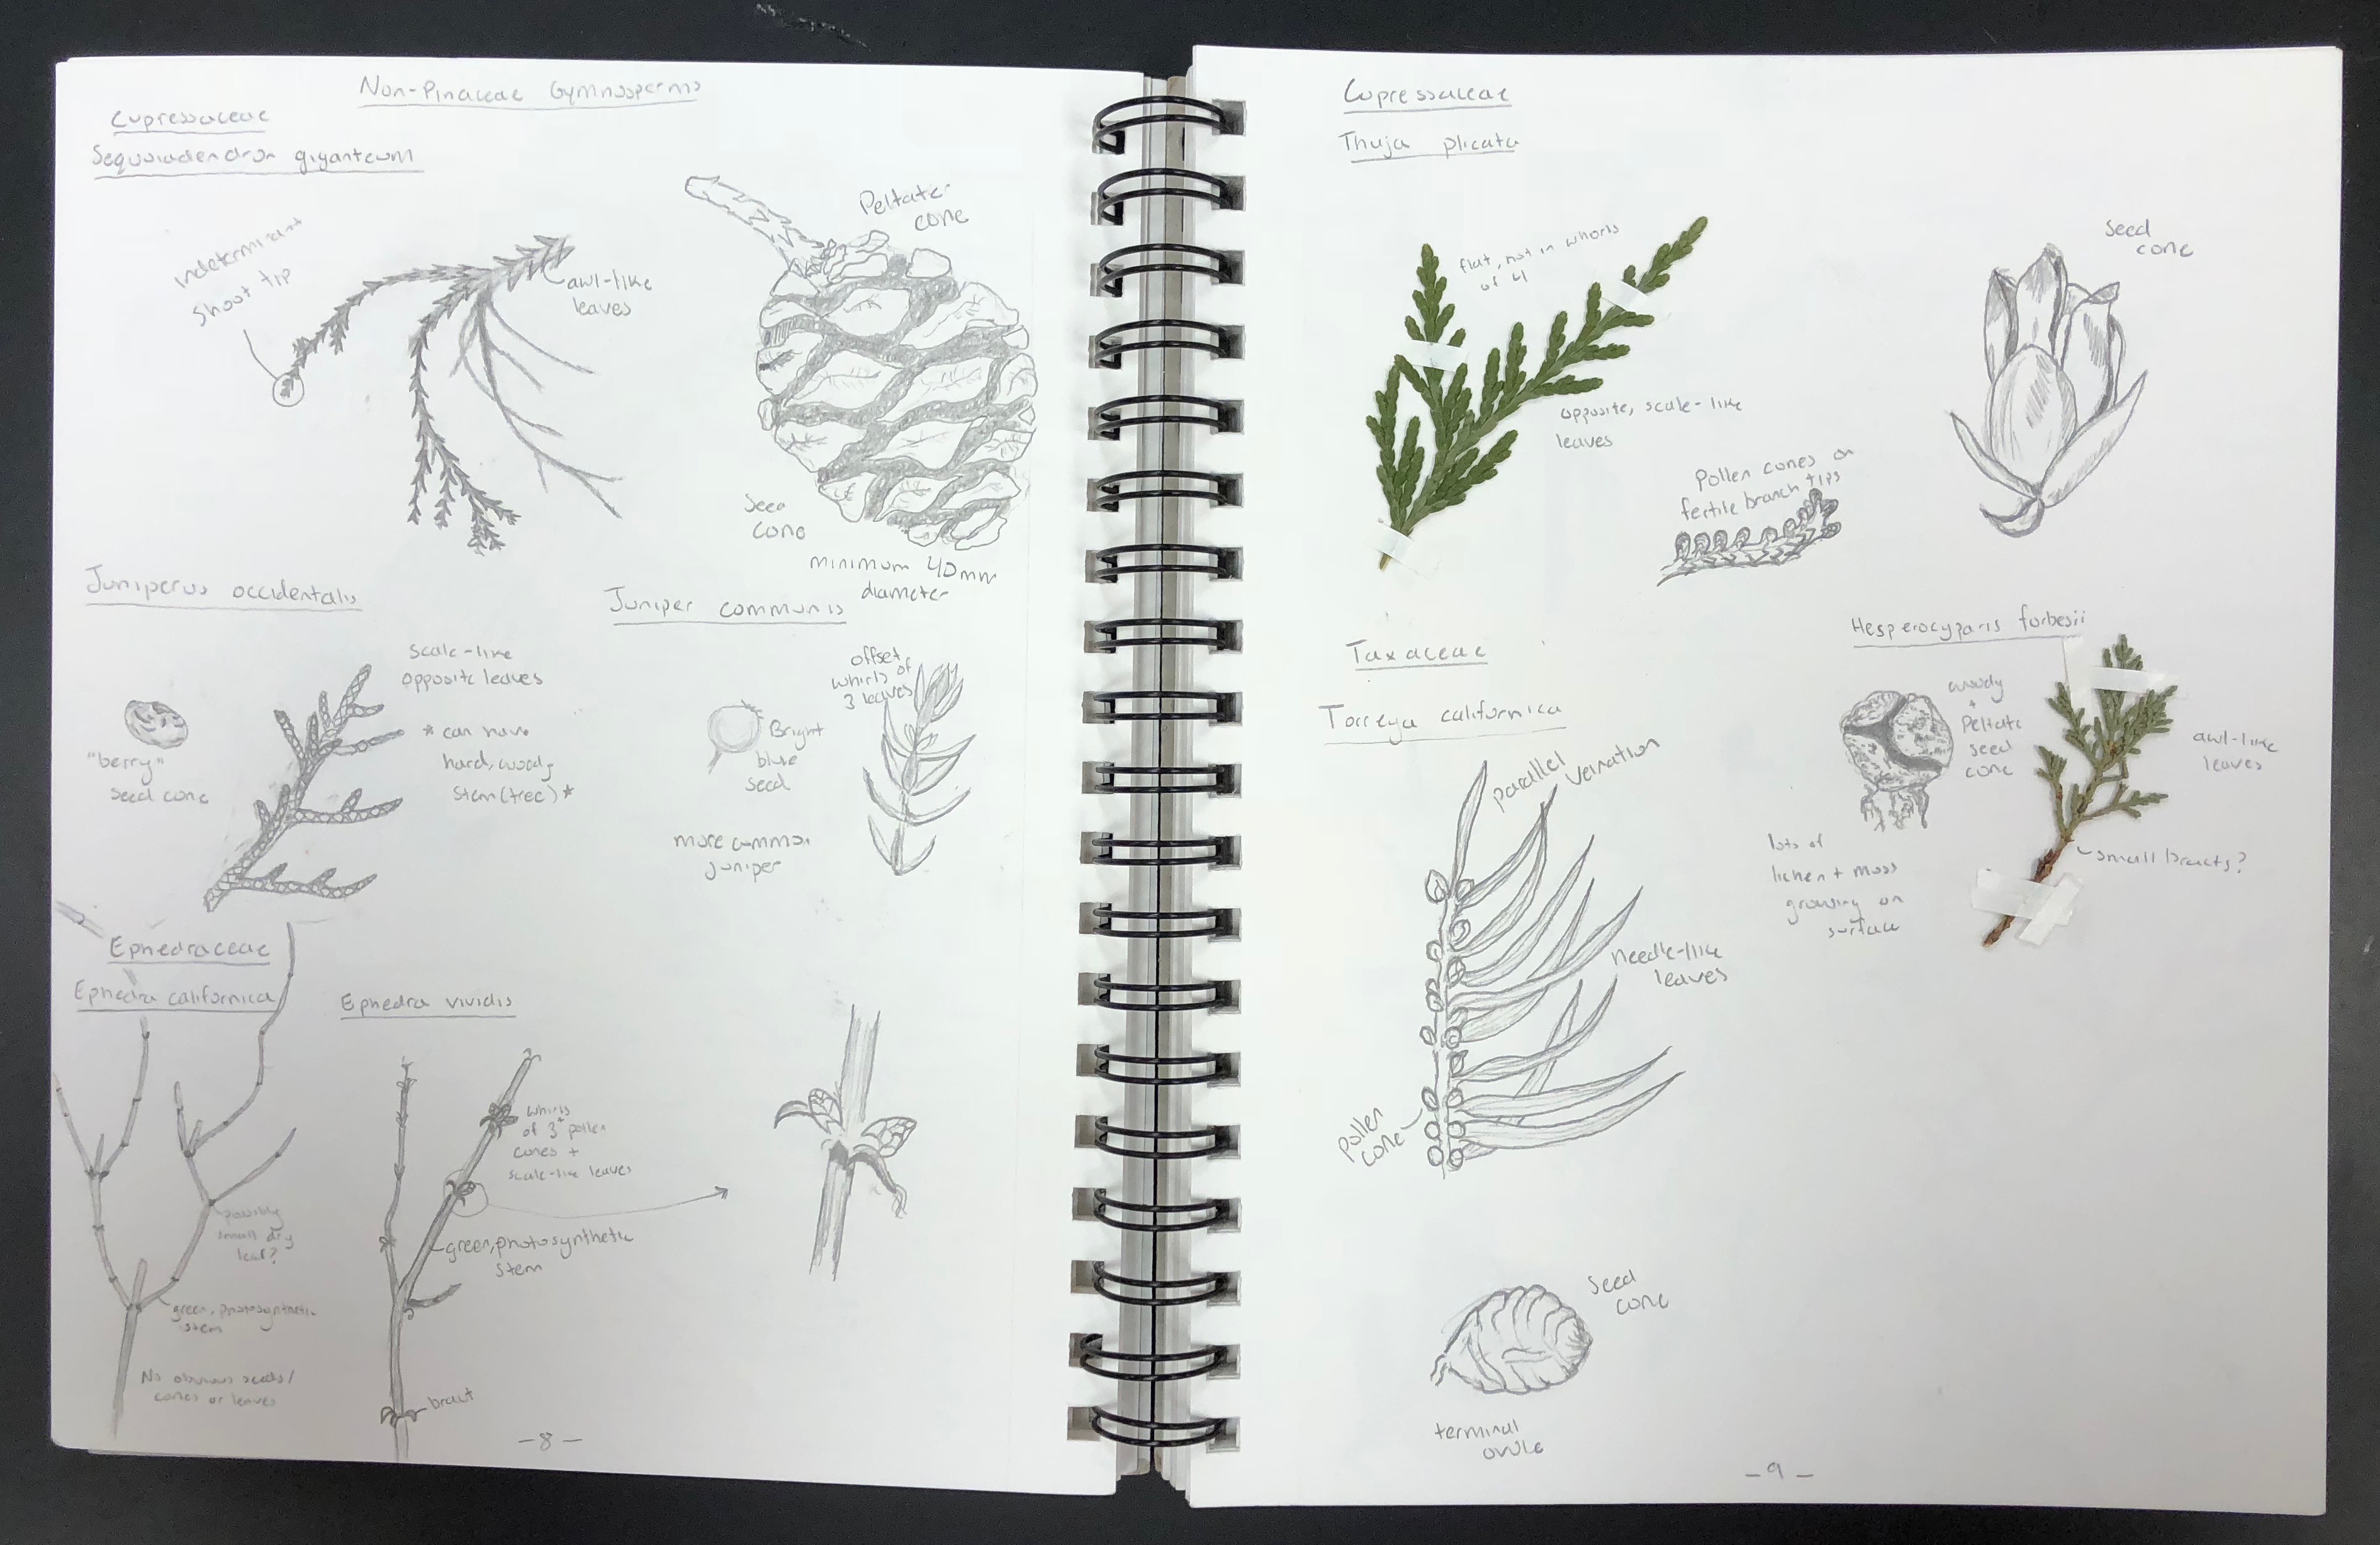 Non-Pinaceae Gymnosperms
Cupressaceae
Sequoiadendron giganteum
Indeterminant
shoot tip
awl-like
leaves
Peltate
cone
Seed
cone
minimum 40mm
diameter
Juniperus occidentalis
scale-like
opposite leaves
"berry"
seed cone
* can have
hard, woody
stem (tree) *
Juniper communis
offset
whirls of
3 leaves
Bright
blue
seed
more common
juniper
Ephedraceae
Ephedra californica
possibly
small dry
leaf?
green, photosynthetic
stem
No obvious seeds/
cones or leaves
Ephedra vividis
whirls
of 3* pollen
cones +
scale-like leaves
green, photosynthetic
stem
bract
-8-
Cupressaceae
Thuja plicata
flat, not in whorls
of 4
opposite, scale-like
leaves
Pollen cones on
fertile branch tips
Seed
cone
Taxaceae
Torreya californica
parallel
venation
needle-like
leaves
pollen
cone
Seed
cone
terminal
ovule
Hesperocyparis forbesii
woody
+
Peltate
seed
cone
awl-like
leaves
lots of
lichen + moss
growing on
surface
small bracts?
-9-